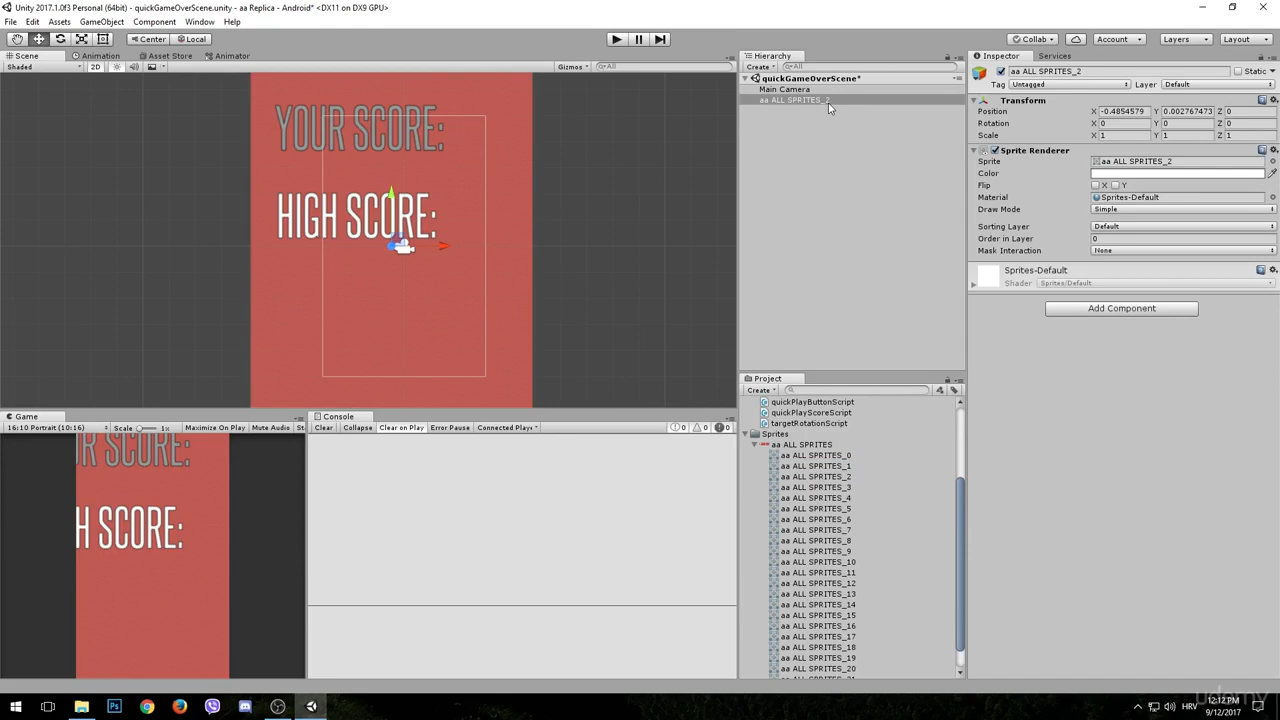 Unity 2017.1.0f3 Personal (64bit) - quickGameOverScene.unity - aa Replica - Android* <DX11 on DX9 GPU>
File Edit Assets GameObject Component Window Help
Center Local
Collab Account Layers Layout
Scene Animation Asset Store Animator
Shaded 2D Gizmos All
YOUR SCORE:
HIGH SCORE:
Hierarchy
Create All
quickGameOverScene*
Main Camera
aa ALL SPRITES_2
Inspector Services
aa ALL SPRITES_2 Static
Tag Untagged Layer Default
Transform
Position X -0.4854579 Y 0.002767473 Z 0
Rotation X 0 Y 0 Z 0
Scale X 1 Y 1 Z 1
Sprite Renderer
Sprite aa ALL SPRITES_2
Color
Flip X Y
Material Sprites-Default
Draw Mode Simple
Sorting Layer Default
Order in Layer 0
Mask Interaction None
Sprites-Default
Shader Sprites/Default
Add Component
Game
16:10 Portrait (10:16) Scale 1x Maximize On Play Mute Audio St
UR SCORE:
H SCORE:
Console
Clear Collapse Clear on Play Error Pause Connected Player 0 0 0
Project
Create
quickPlayButtonScript
quickPlayScoreScript
targetRotationScript
Sprites
aa ALL SPRITES
aa ALL SPRITES_0
aa ALL SPRITES_1
aa ALL SPRITES_2
aa ALL SPRITES_3
aa ALL SPRITES_4
aa ALL SPRITES_5
aa ALL SPRITES_6
aa ALL SPRITES_7
aa ALL SPRITES_8
aa ALL SPRITES_9
aa ALL SPRITES_10
aa ALL SPRITES_11
aa ALL SPRITES_12
aa ALL SPRITES_13
aa ALL SPRITES_14
aa ALL SPRITES_15
aa ALL SPRITES_16
aa ALL SPRITES_17
aa ALL SPRITES_18
aa ALL SPRITES_19
aa ALL SPRITES_20
udemy
HRV
12:12 PM
9/12/2017